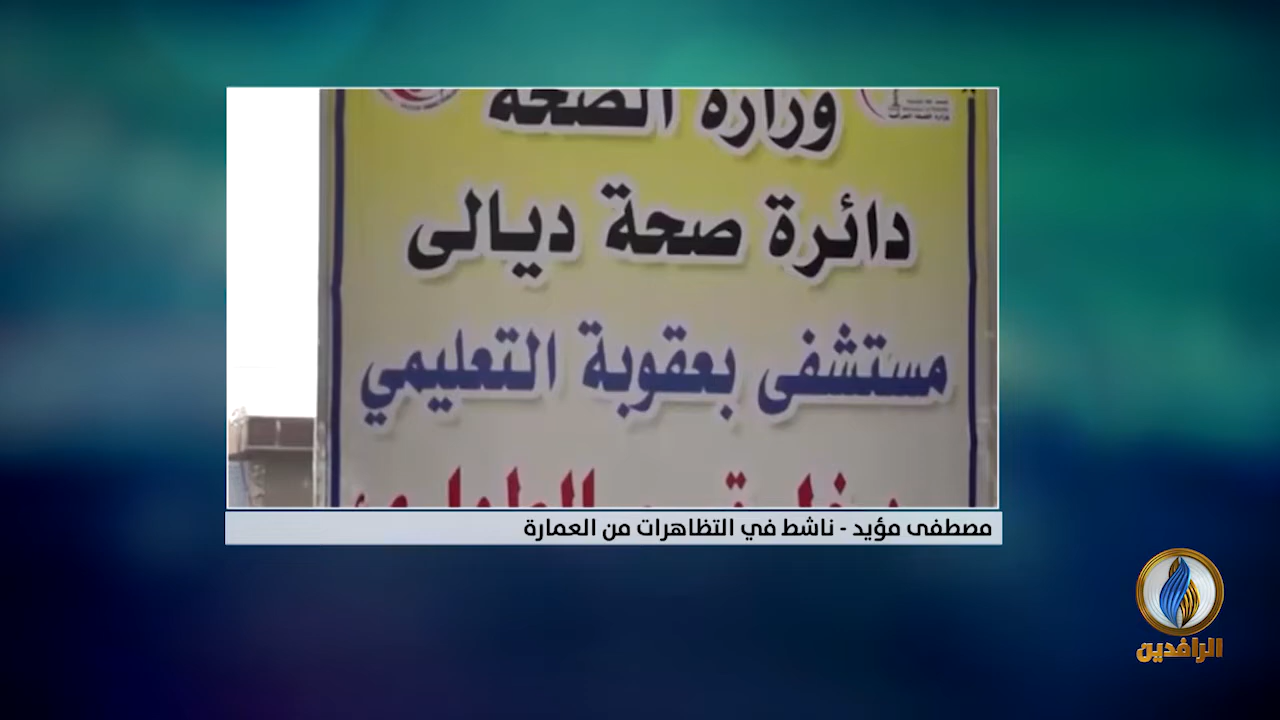 وزارة الصحة
دائرة صحة ديالى
مستشفى بعقوبة التعليمي
مصطفى مؤيد - ناشط في التظاهرات من العمارة
الرافدين